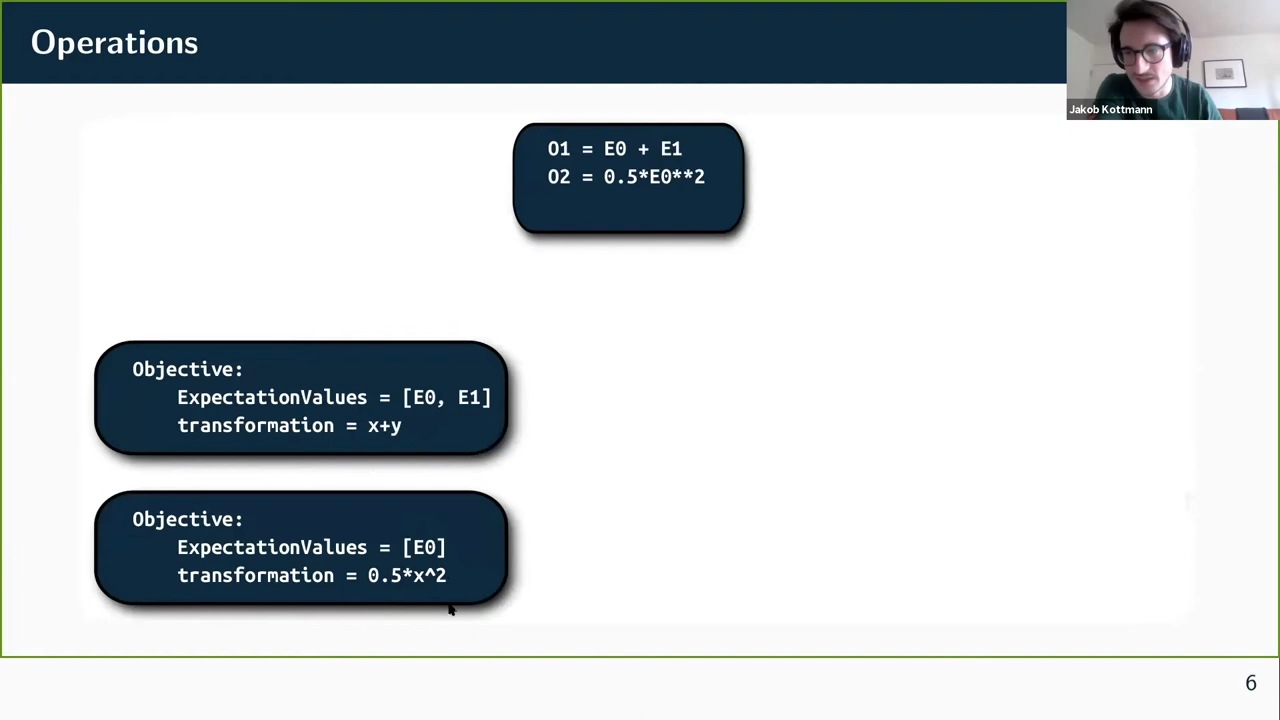 Operations
Jakob Kottmann
O1 = E0 + E1
O2 = 0.5*E0**2
Objective:
ExpectationValues = [E0, E1]
transformation = x+y
Objective:
ExpectationValues = [E0]
transformation = 0.5*x^2
6